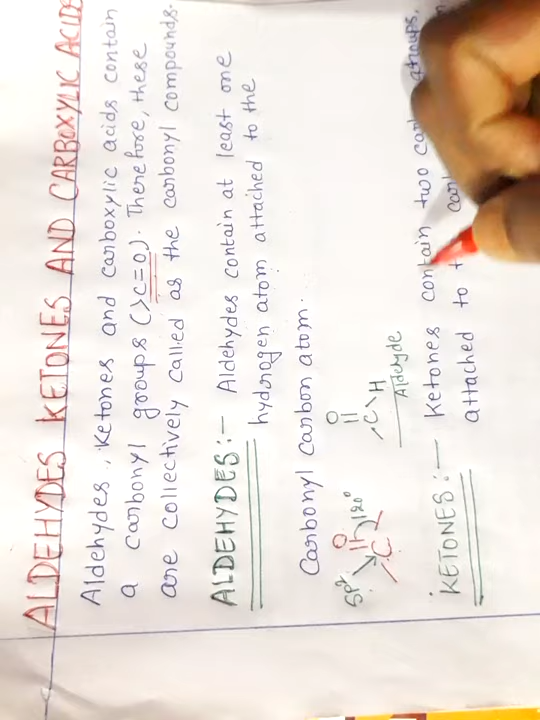 ALDEHYDES KETONES AND CARBOXYLIC ACIDS
Aldehydes, Ketones and carboxylic acids contain
a carbonyl groups (>C=O). Therefore, these
are collectively called as the carbonyl compounds.
ALDEHYDES:- Aldehydes contain at least one
hydrogen atom attached to the
Carbonyl carbon atom.
Sp² O C 120°
O C H
Aldehyde
KETONES:- Ketones contain two groups,
attached to